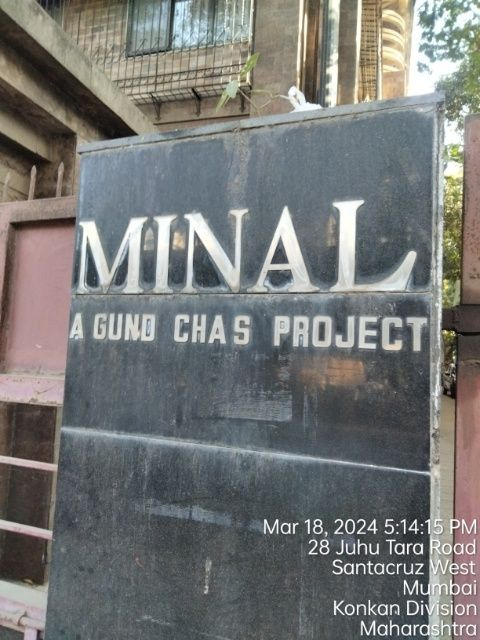 MINAL
A GUND CHAS PROJECT
Mar 18, 2024 5:14:15 PM
28 Juhu Tara Road
Santacruz West
Mumbai
Konkan Division
Maharashtra